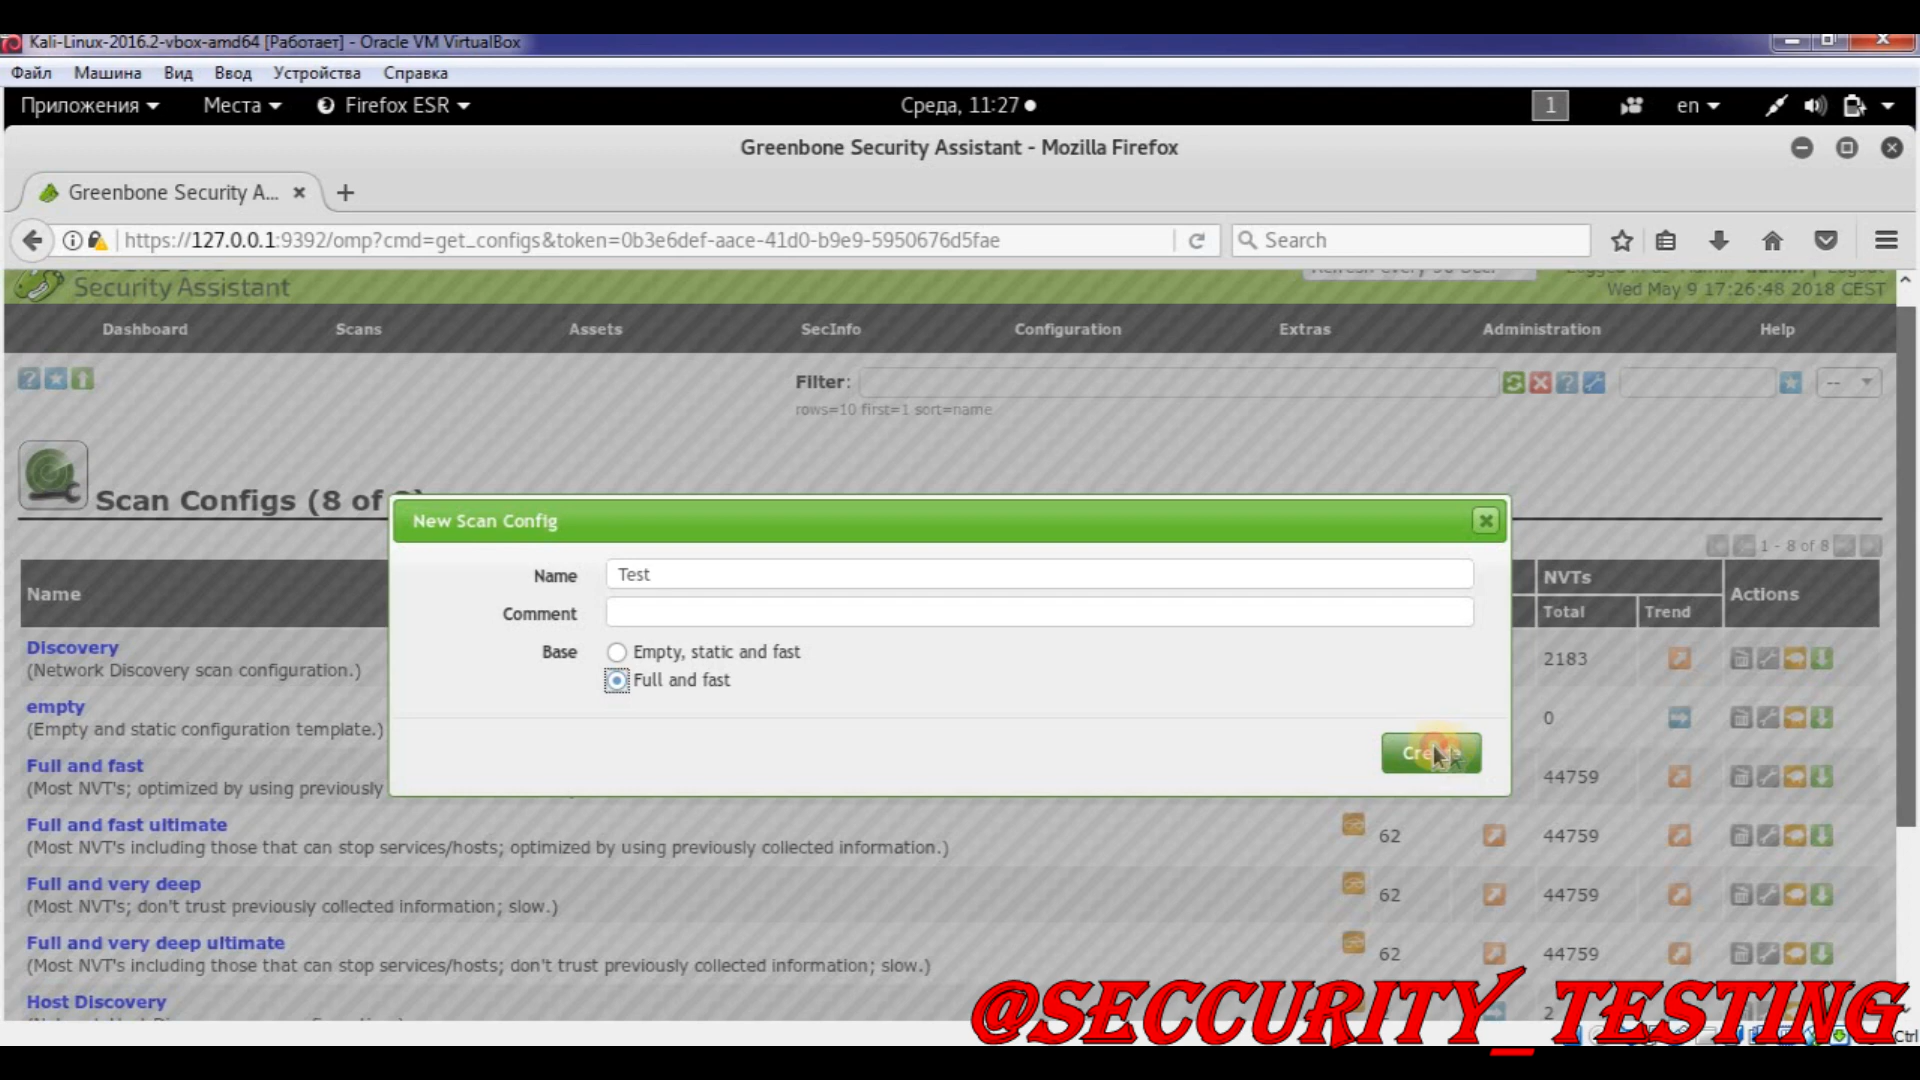 Kali-Linux-2016.2-vbox-amd64 [Работает] - Oracle VM VirtualBox
Файл Машина Вид Ввод Устройства Справка
Приложения Места Firefox ESR Среда, 11:27 1 en
Greenbone Security Assistant - Mozilla Firefox
Greenbone Security A...
https://127.0.0.1:9392/omp?cmd=get_configs&token=0b3e6def-aace-41d0-b9e9-5950676d5fae Search
Security Assistant Wed May 9 17:26:48 2018 CEST
Dashboard Scans Assets SecInfo Configuration Extras Administration Help
Filter: --
rows=10 first=1 sort=name
Scan Configs (8 of
New Scan Config
1 - 8 of 8
Name Test
Comment
Base Empty, static and fast
Full and fast
Create
Name NVTs Actions
Total Trend
Discovery
(Network Discovery scan configuration.) 2183
empty
(Empty and static configuration template.) 0
Full and fast
(Most NVT's; optimized by using previously 44759
Full and fast ultimate
(Most NVT's including those that can stop services/hosts; optimized by using previously collected information.) 62 44759
Full and very deep
(Most NVT's; don't trust previously collected information; slow.) 62 44759
Full and very deep ultimate
(Most NVT's including those that can stop services/hosts; don't trust previously collected information; slow.) 62 44759
Host Discovery
2
@SECCURITY_TESTING
Ctrl